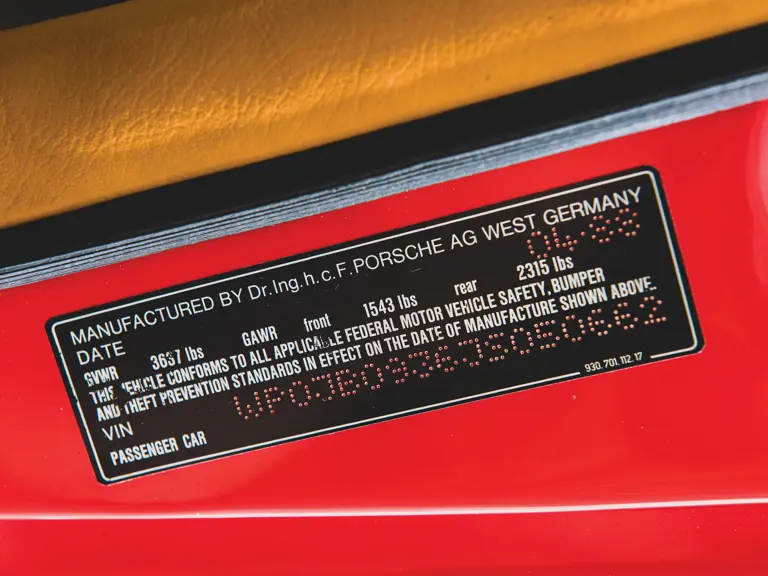 MANUFACTURED BY Dr.Ing.h.c.F.PORSCHE AG WEST GERMANY
DATE 04·88
GVWR 3637 lbs GAWR front 1543 lbs rear 2315 lbs
THIS VEHICLE CONFORMS TO ALL APPLICABLE FEDERAL MOTOR VEHICLE SAFETY, BUMPER
AND THEFT PREVENTION STANDARDS IN EFFECT ON THE DATE OF MANUFACTURE SHOWN ABOVE.
VIN WP0JB0936JS050662
PASSENGER CAR 930.701.112.17